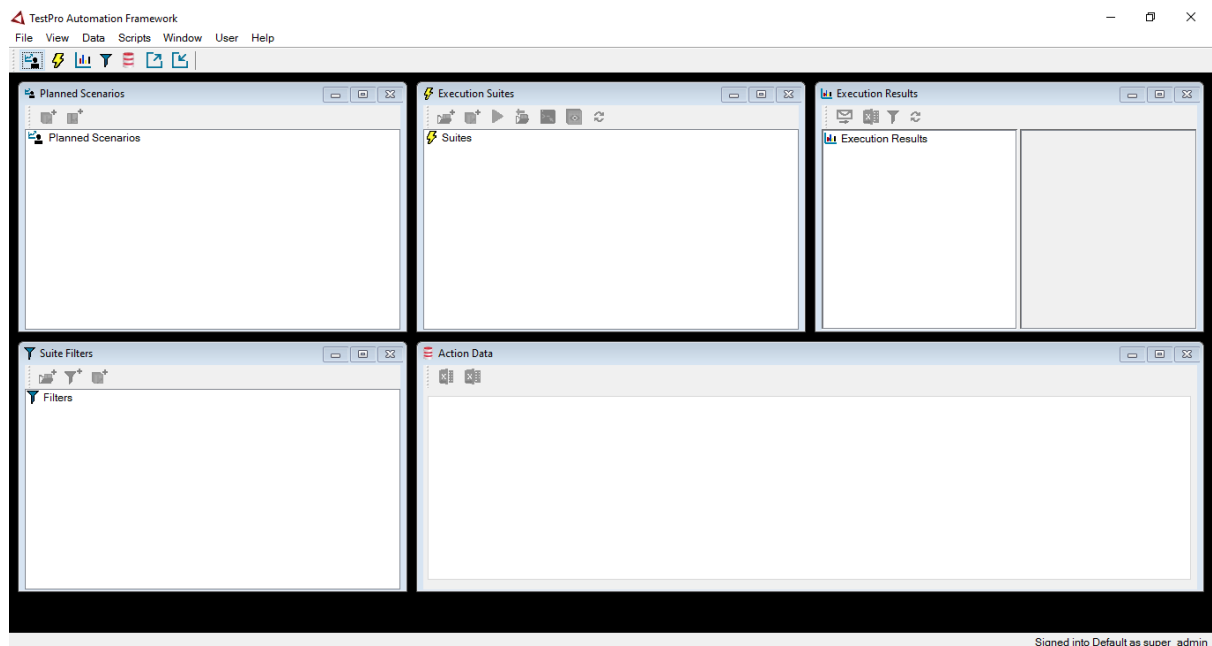 TestPro Automation Framework
File View Data Scripts Window User Help
Planned Scenarios
Planned Scenarios
Execution Suites
Suites
Execution Results
Execution Results
Suite Filters
Filters
Action Data
Signed into Default as super_admin